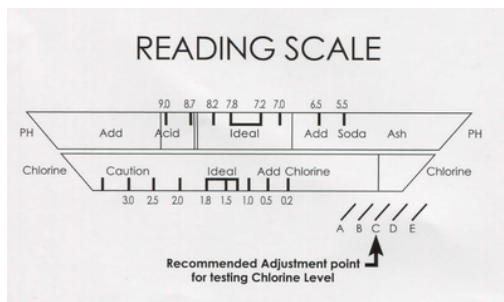 READING SCALE
9.0 8.7 8.2 7.8 7.2 7.0 6.5 5.5
PH Add Acid Ideal Add Soda Ash PH
Chlorine Caution Ideal Add Chlorine Chlorine
3.0 2.5 2.0 1.8 1.5 1.0 0.5 0.2
A B C D E
Recommended Adjustment point
for testing Chlorine Level